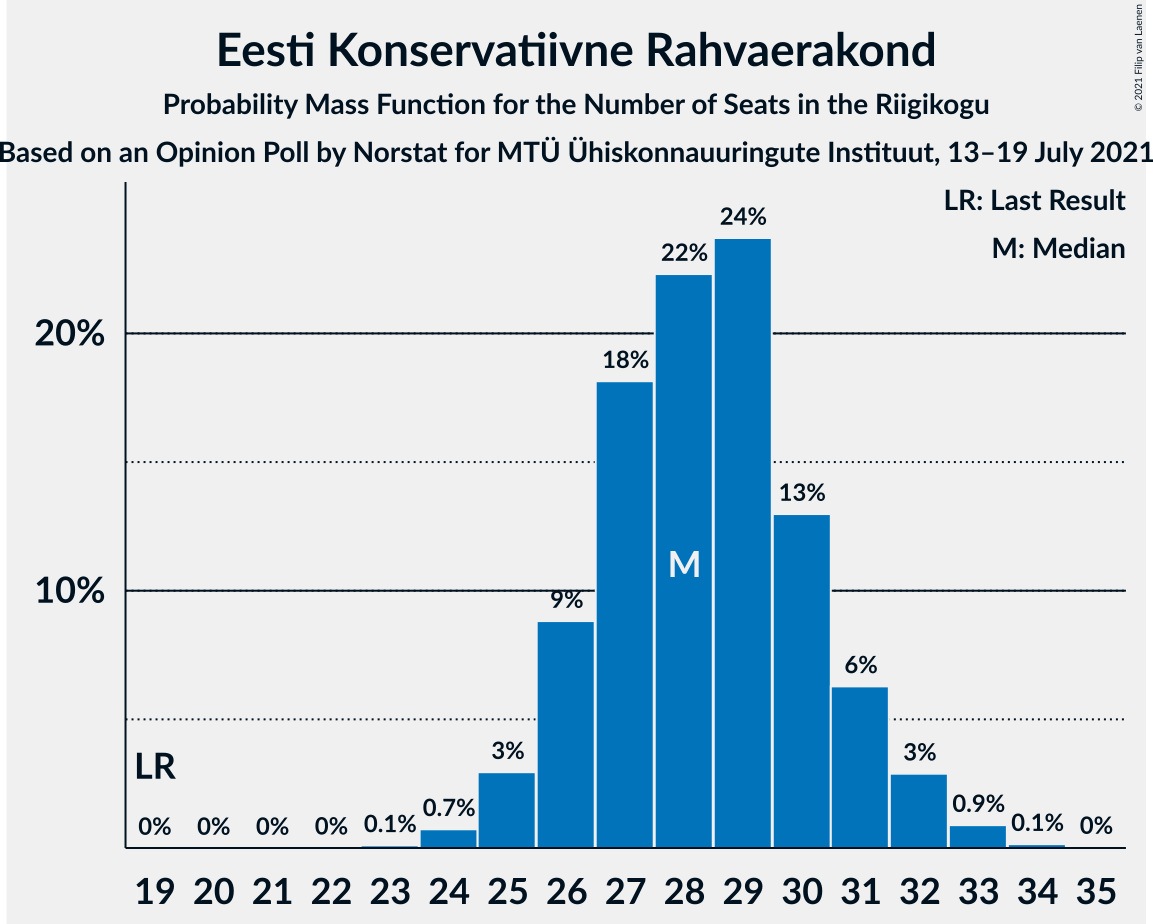 Eesti Konservatiivne Rahvaerakond
Probability Mass Function for the Number of Seats in the Riigikogu
Based on an Opinion Poll by Norstat for MTÜ Ühiskonnauuringute Instituut, 13–19 July 2021
© 2021 Filip van Laenen
LR: Last Result
M: Median
24%
22%
20%
18%
13%
M
10%
9%
6%
3%
3%
LR
0.7%
0.9%
0%
0%
0%
0%
0.1%
0.1%
0%
19 20 21 22 23 24 25 26 27 28 29 30 31 32 33 34 35